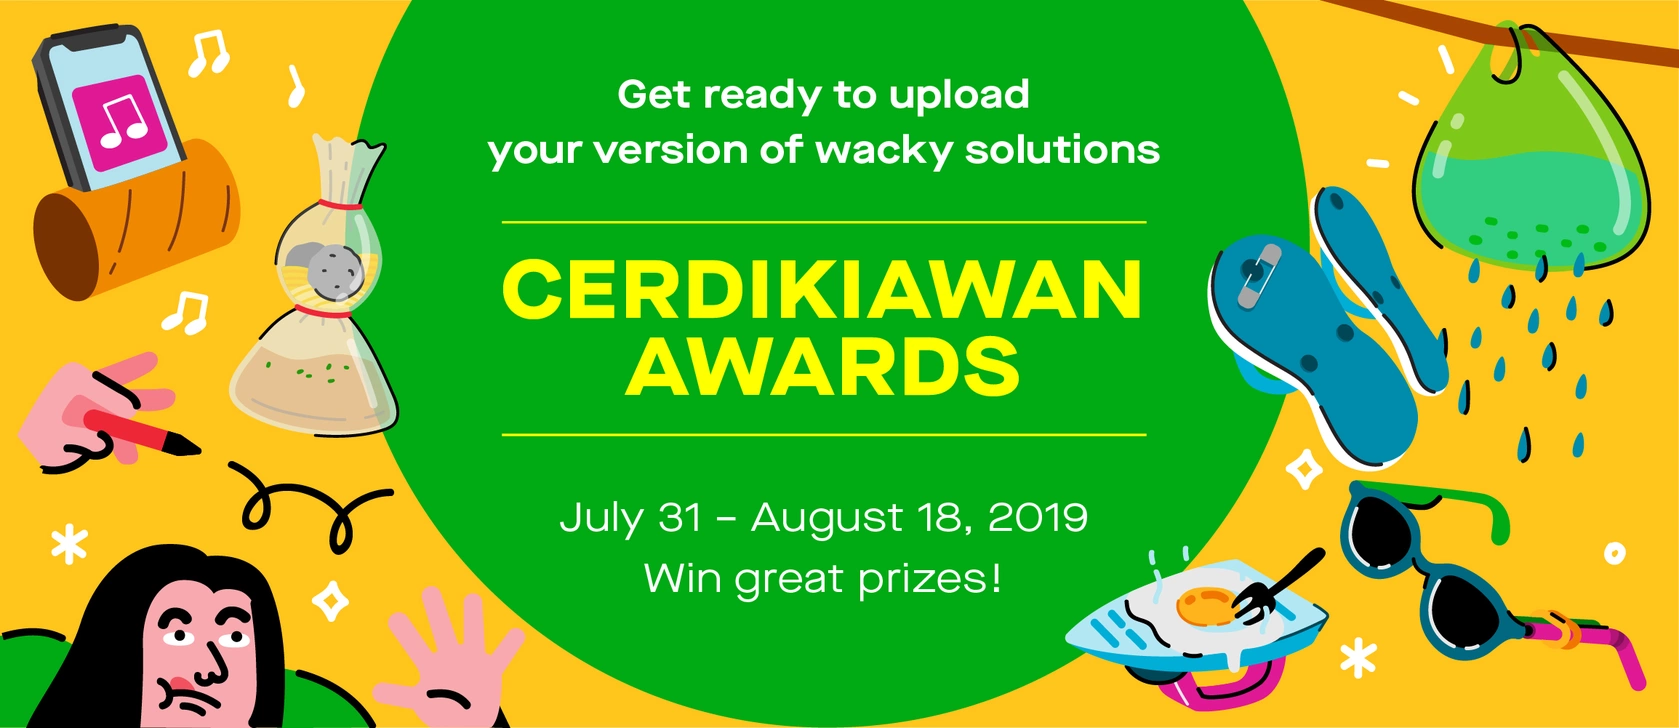 Get ready to upload
your version of wacky solutions
CERDIKIAWAN
AWARDS
July 31 – August 18, 2019
Win great prizes!